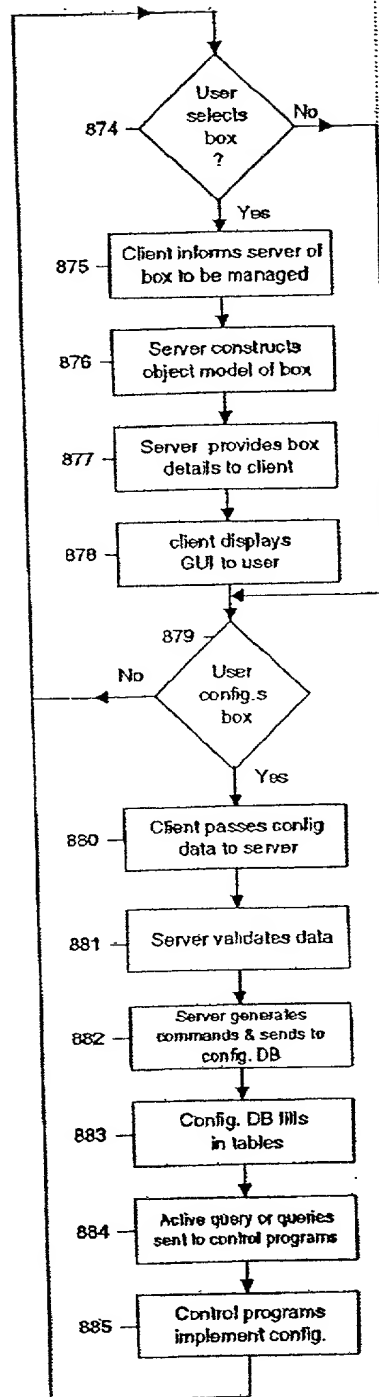 User
selects
box
?
874
No
Yes
875
Client informs server of
box to be managed
876
Server constructs
object model of box
877
Server provides box
details to client
878
client displays
GUI to user
879
No
User
config.s
box
Yes
880
Client passes config
data to server
881
Server validates data
882
Server generates
commands & sends to
config. DB
883
Config. DB fills
in tables
884
Active query or queries
sent to control programs
885
Control programs
implement config.